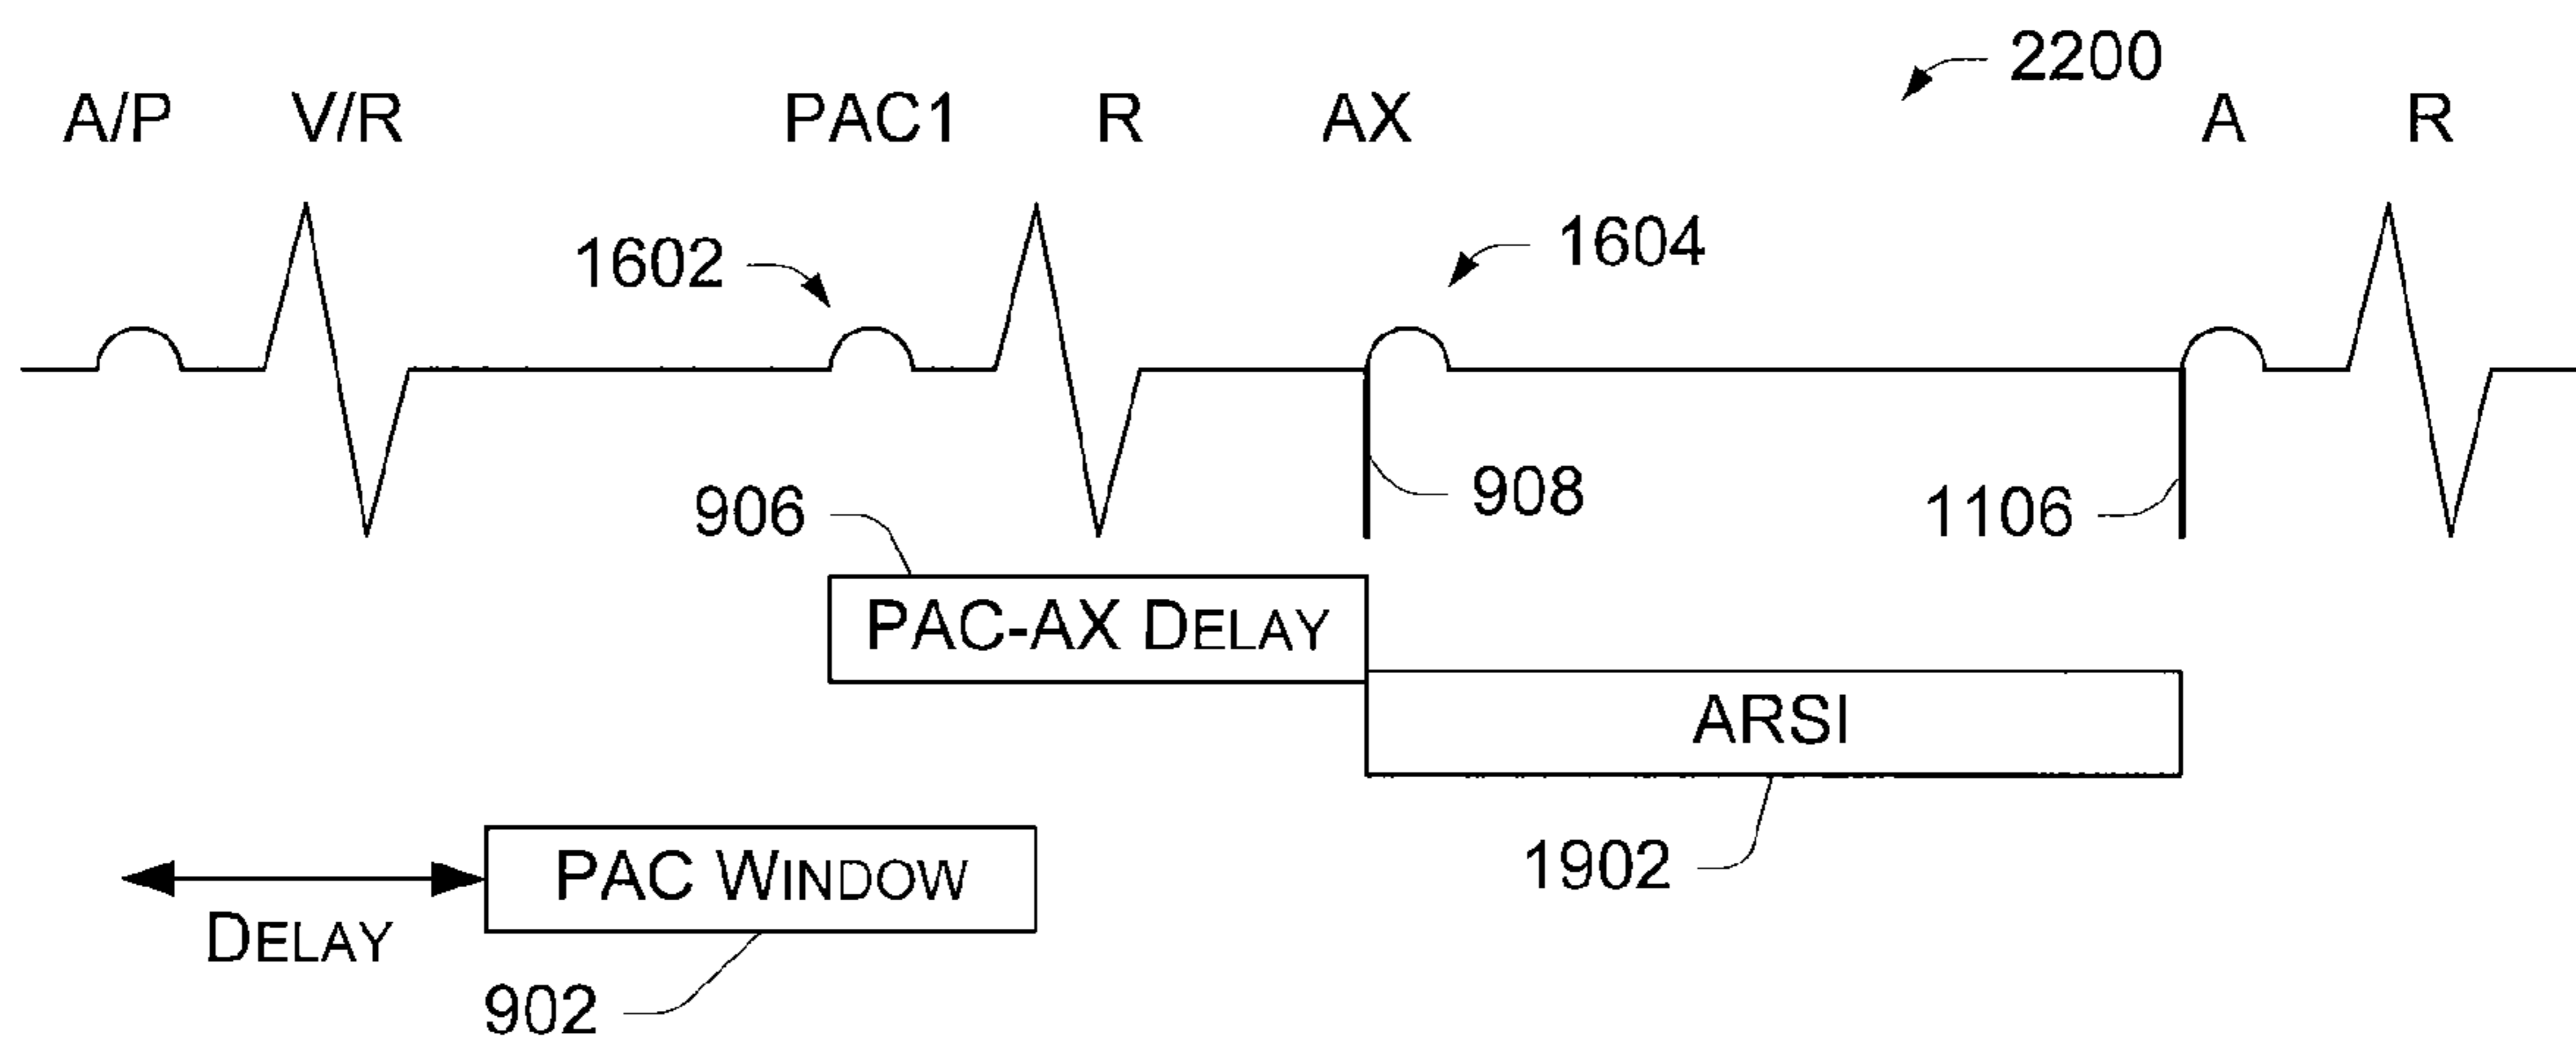 2200
A/P V/R PAC1 R AX A R
1602 1604
906 908 1106
PAC-AX DELAY
ARSI
1902
PAC WINDOW
DELAY
902